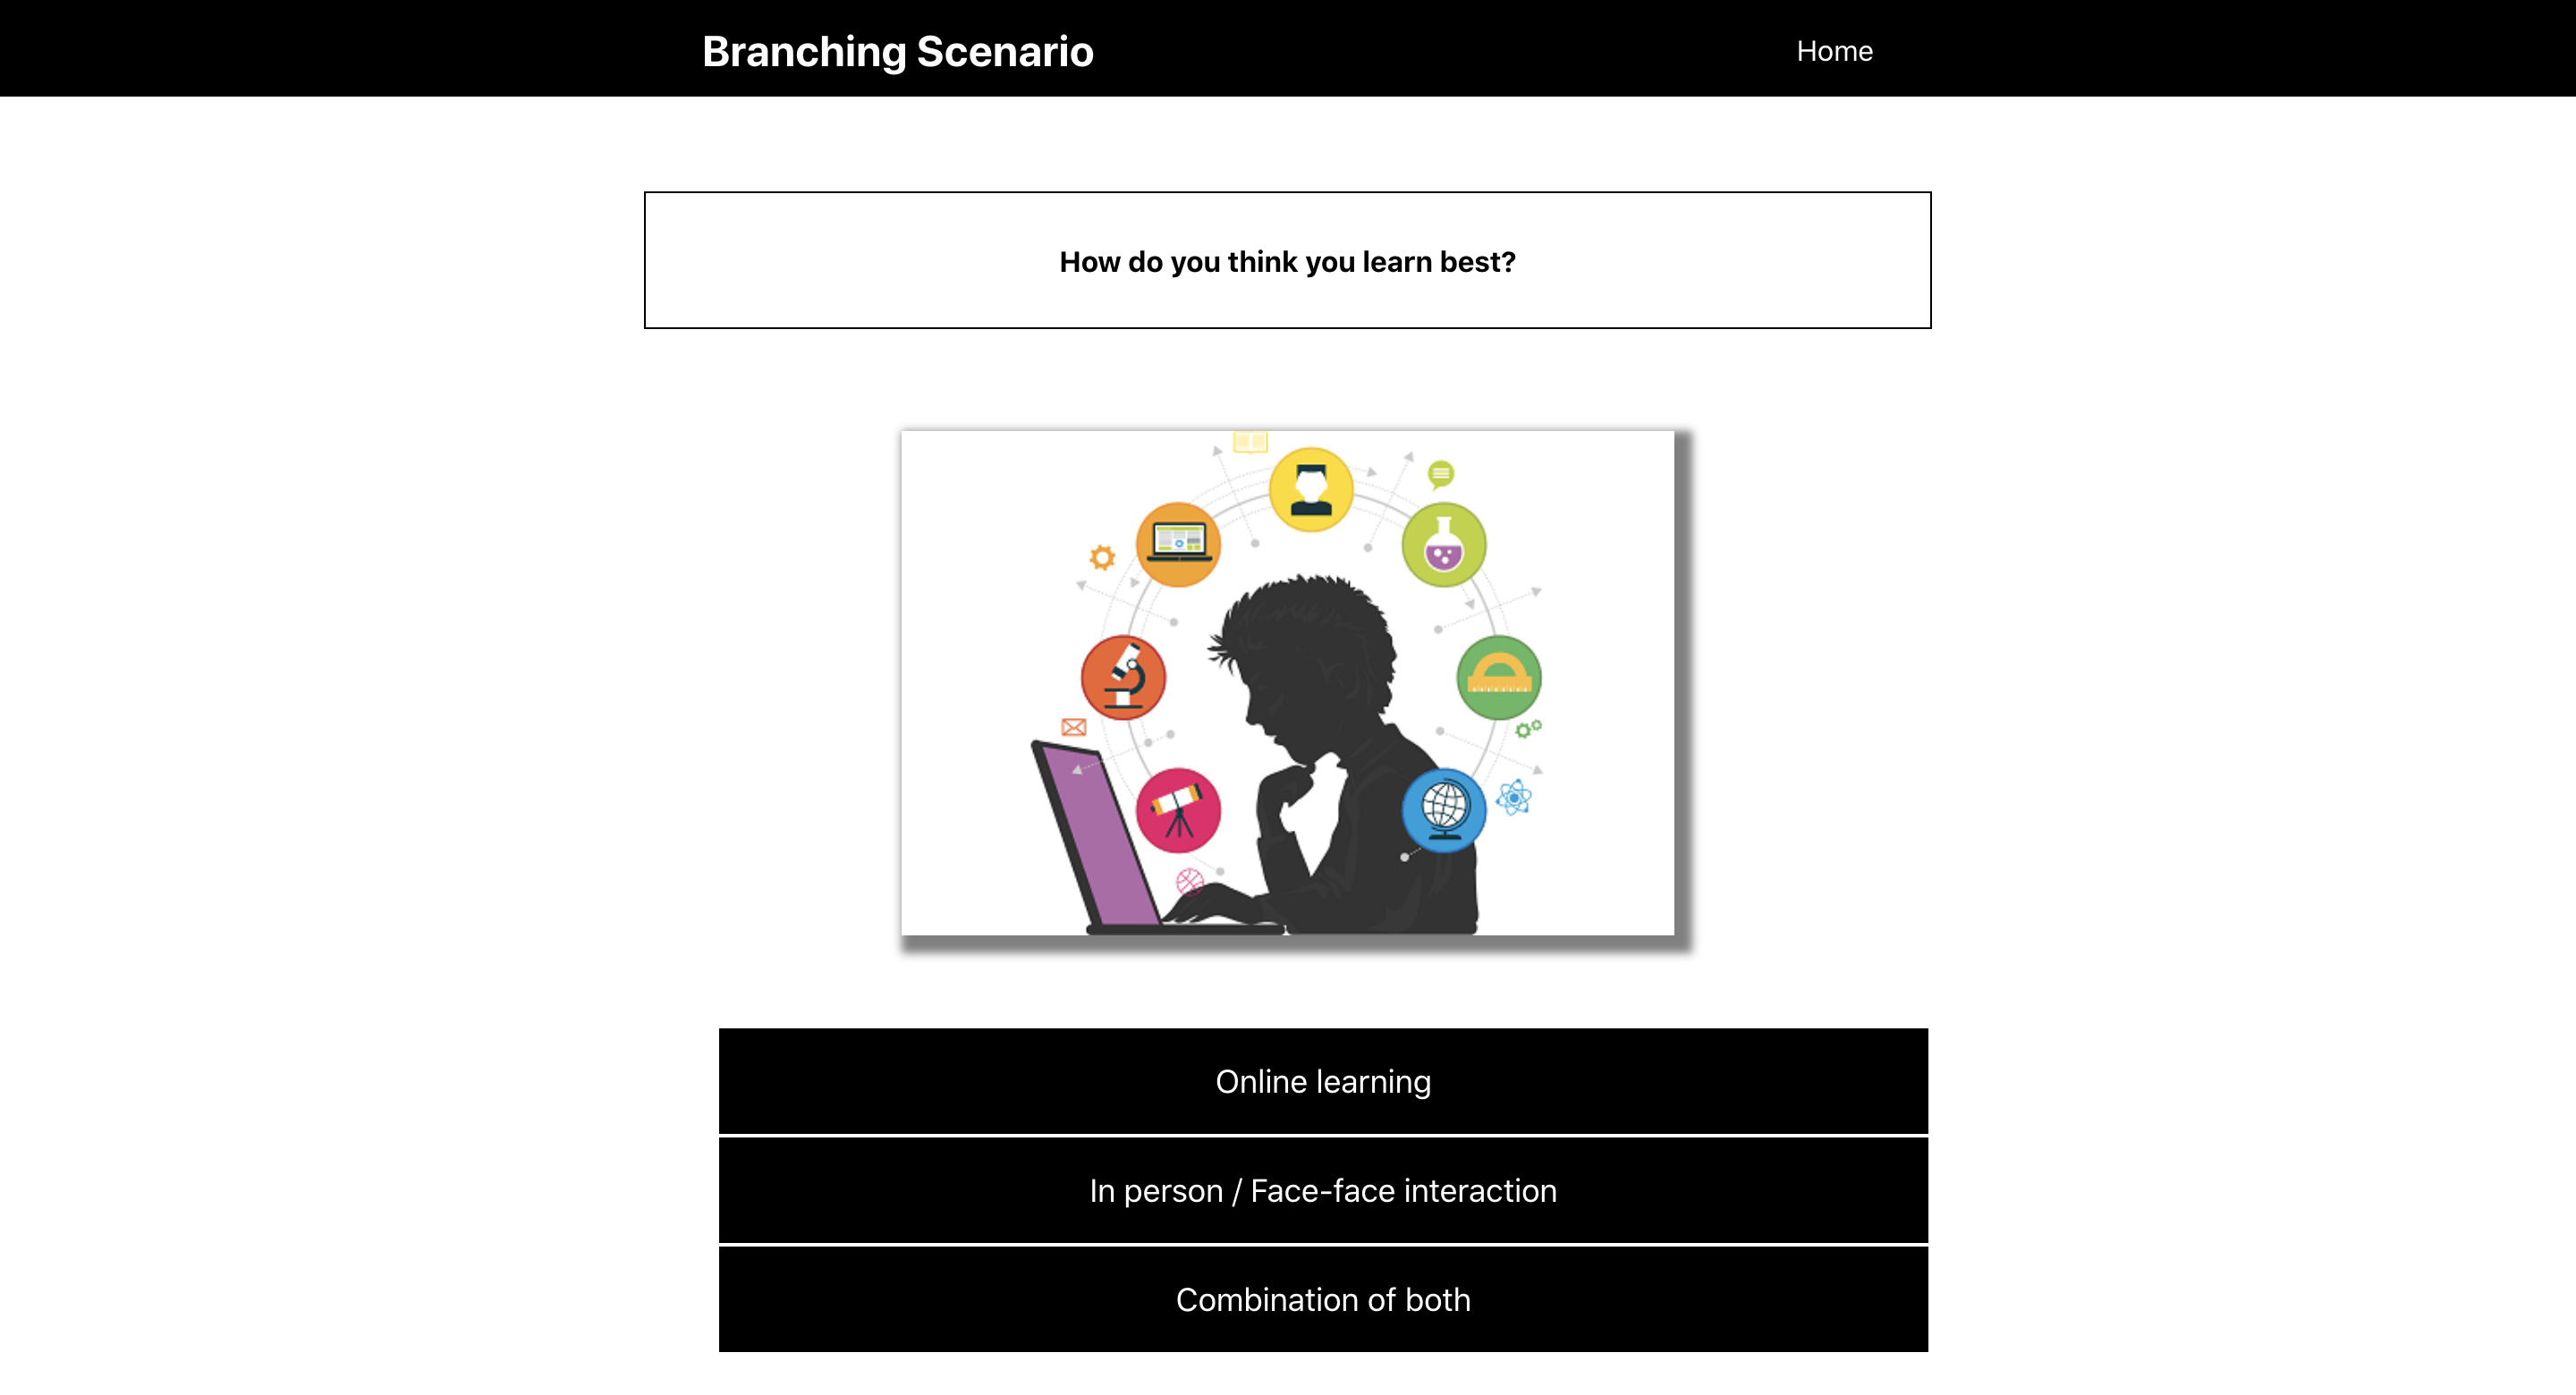 Branching Scenario
Home
How do you think you learn best?
Online learning
In person / Face-face interaction
Combination of both